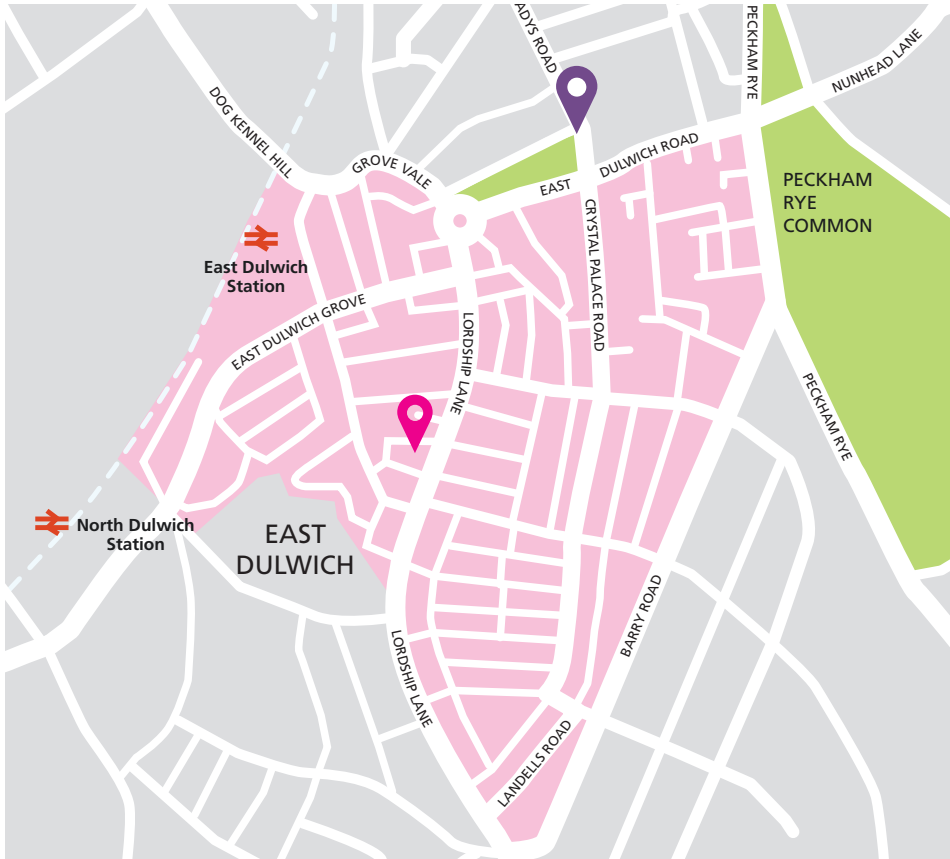 ADYS ROAD
PECKHAM RYE
NUNHEAD LANE
DOG KENNEL HILL
GROVE VALE
EAST DULWICH ROAD
PECKHAM
RYE
COMMON
CRYSTAL PALACE ROAD
East Dulwich
Station
EAST DULWICH GROVE
LORDSHIP LANE
PECKHAM RYE
North Dulwich
Station
EAST
DULWICH
BARRY ROAD
LORDSHIP LANE
LANDELLS ROAD